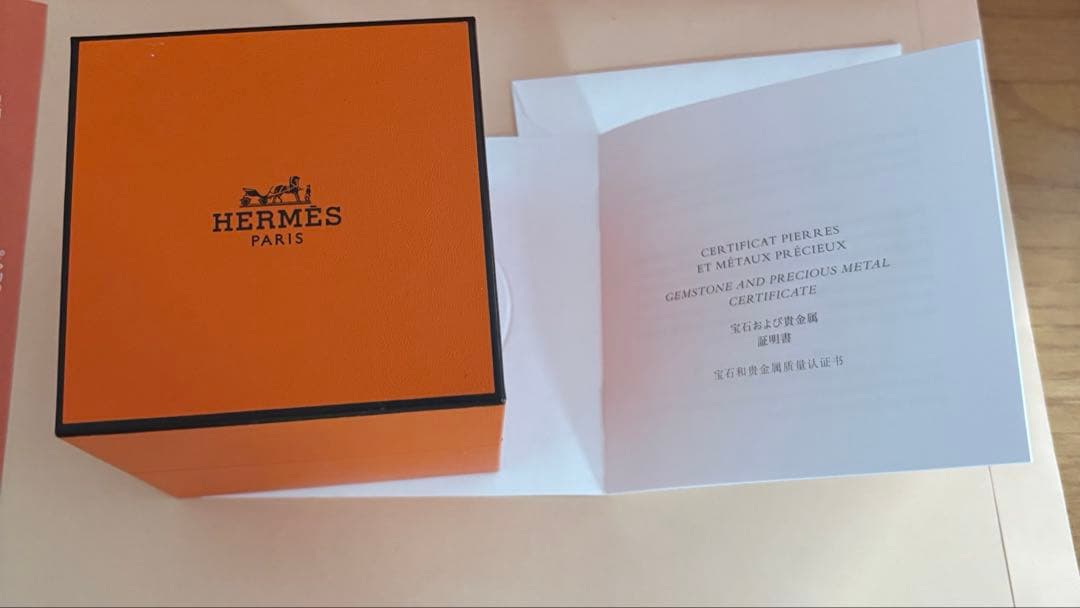 HERMÈS
PARIS
CERTIFICAT PIERRES
ET MÉTAUX PRÉCIEUX
GEMSTONE AND PRECIOUS METAL
CERTIFICATE
宝石および貴金属
証明書
宝石和贵金属质量认证书